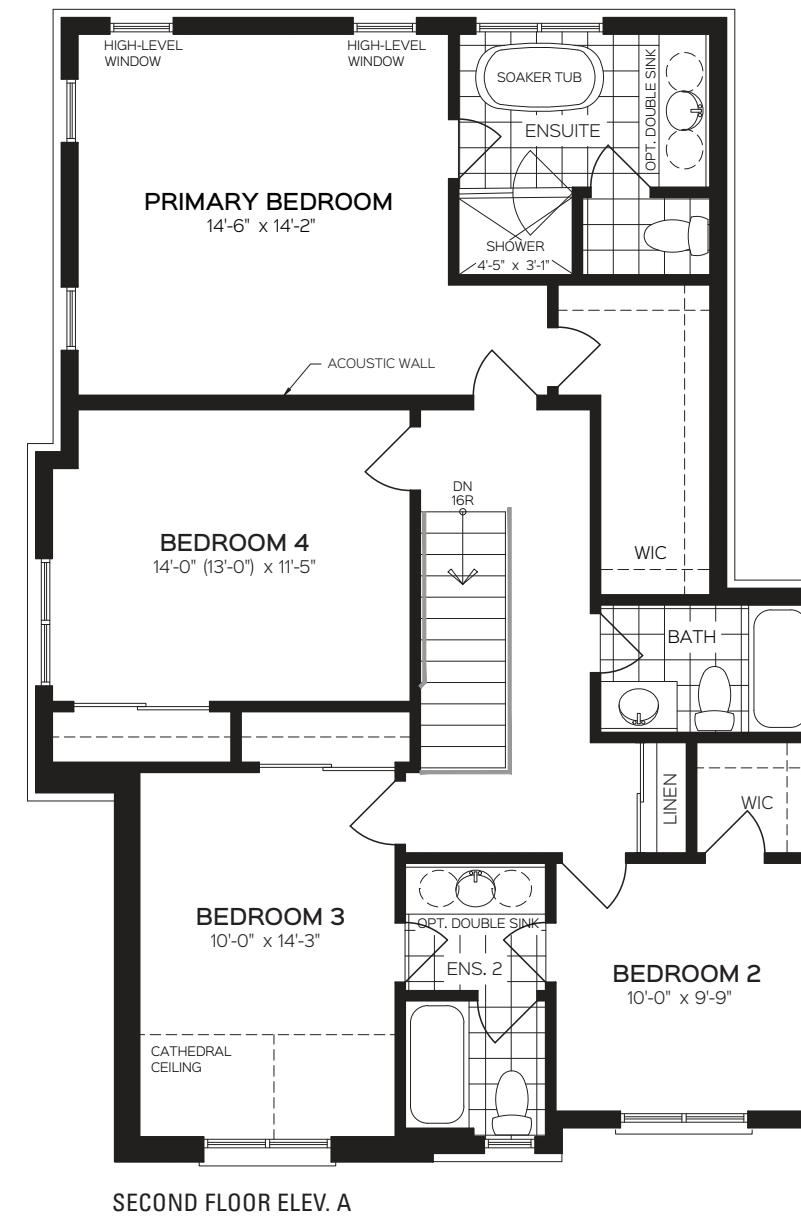 HIGH-LEVEL
WINDOW
HIGH-LEVEL
WINDOW
SOAKER TUB
OPT. DOUBLE SINK
ENSUITE
PRIMARY BEDROOM
14'-6" x 14'-2"
SHOWER
4'-5" x 3'-1"
ACOUSTIC WALL
DN
16R
BEDROOM 4
14'-0" (13'-0") x 11'-5"
WIC
BATH
LINEN
WIC
BEDROOM 3
10'-0" x 14'-3"
OPT. DOUBLE SINK
ENS. 2
BEDROOM 2
10'-0" x 9'-9"
CATHEDRAL
CEILING
SECOND FLOOR ELEV. A